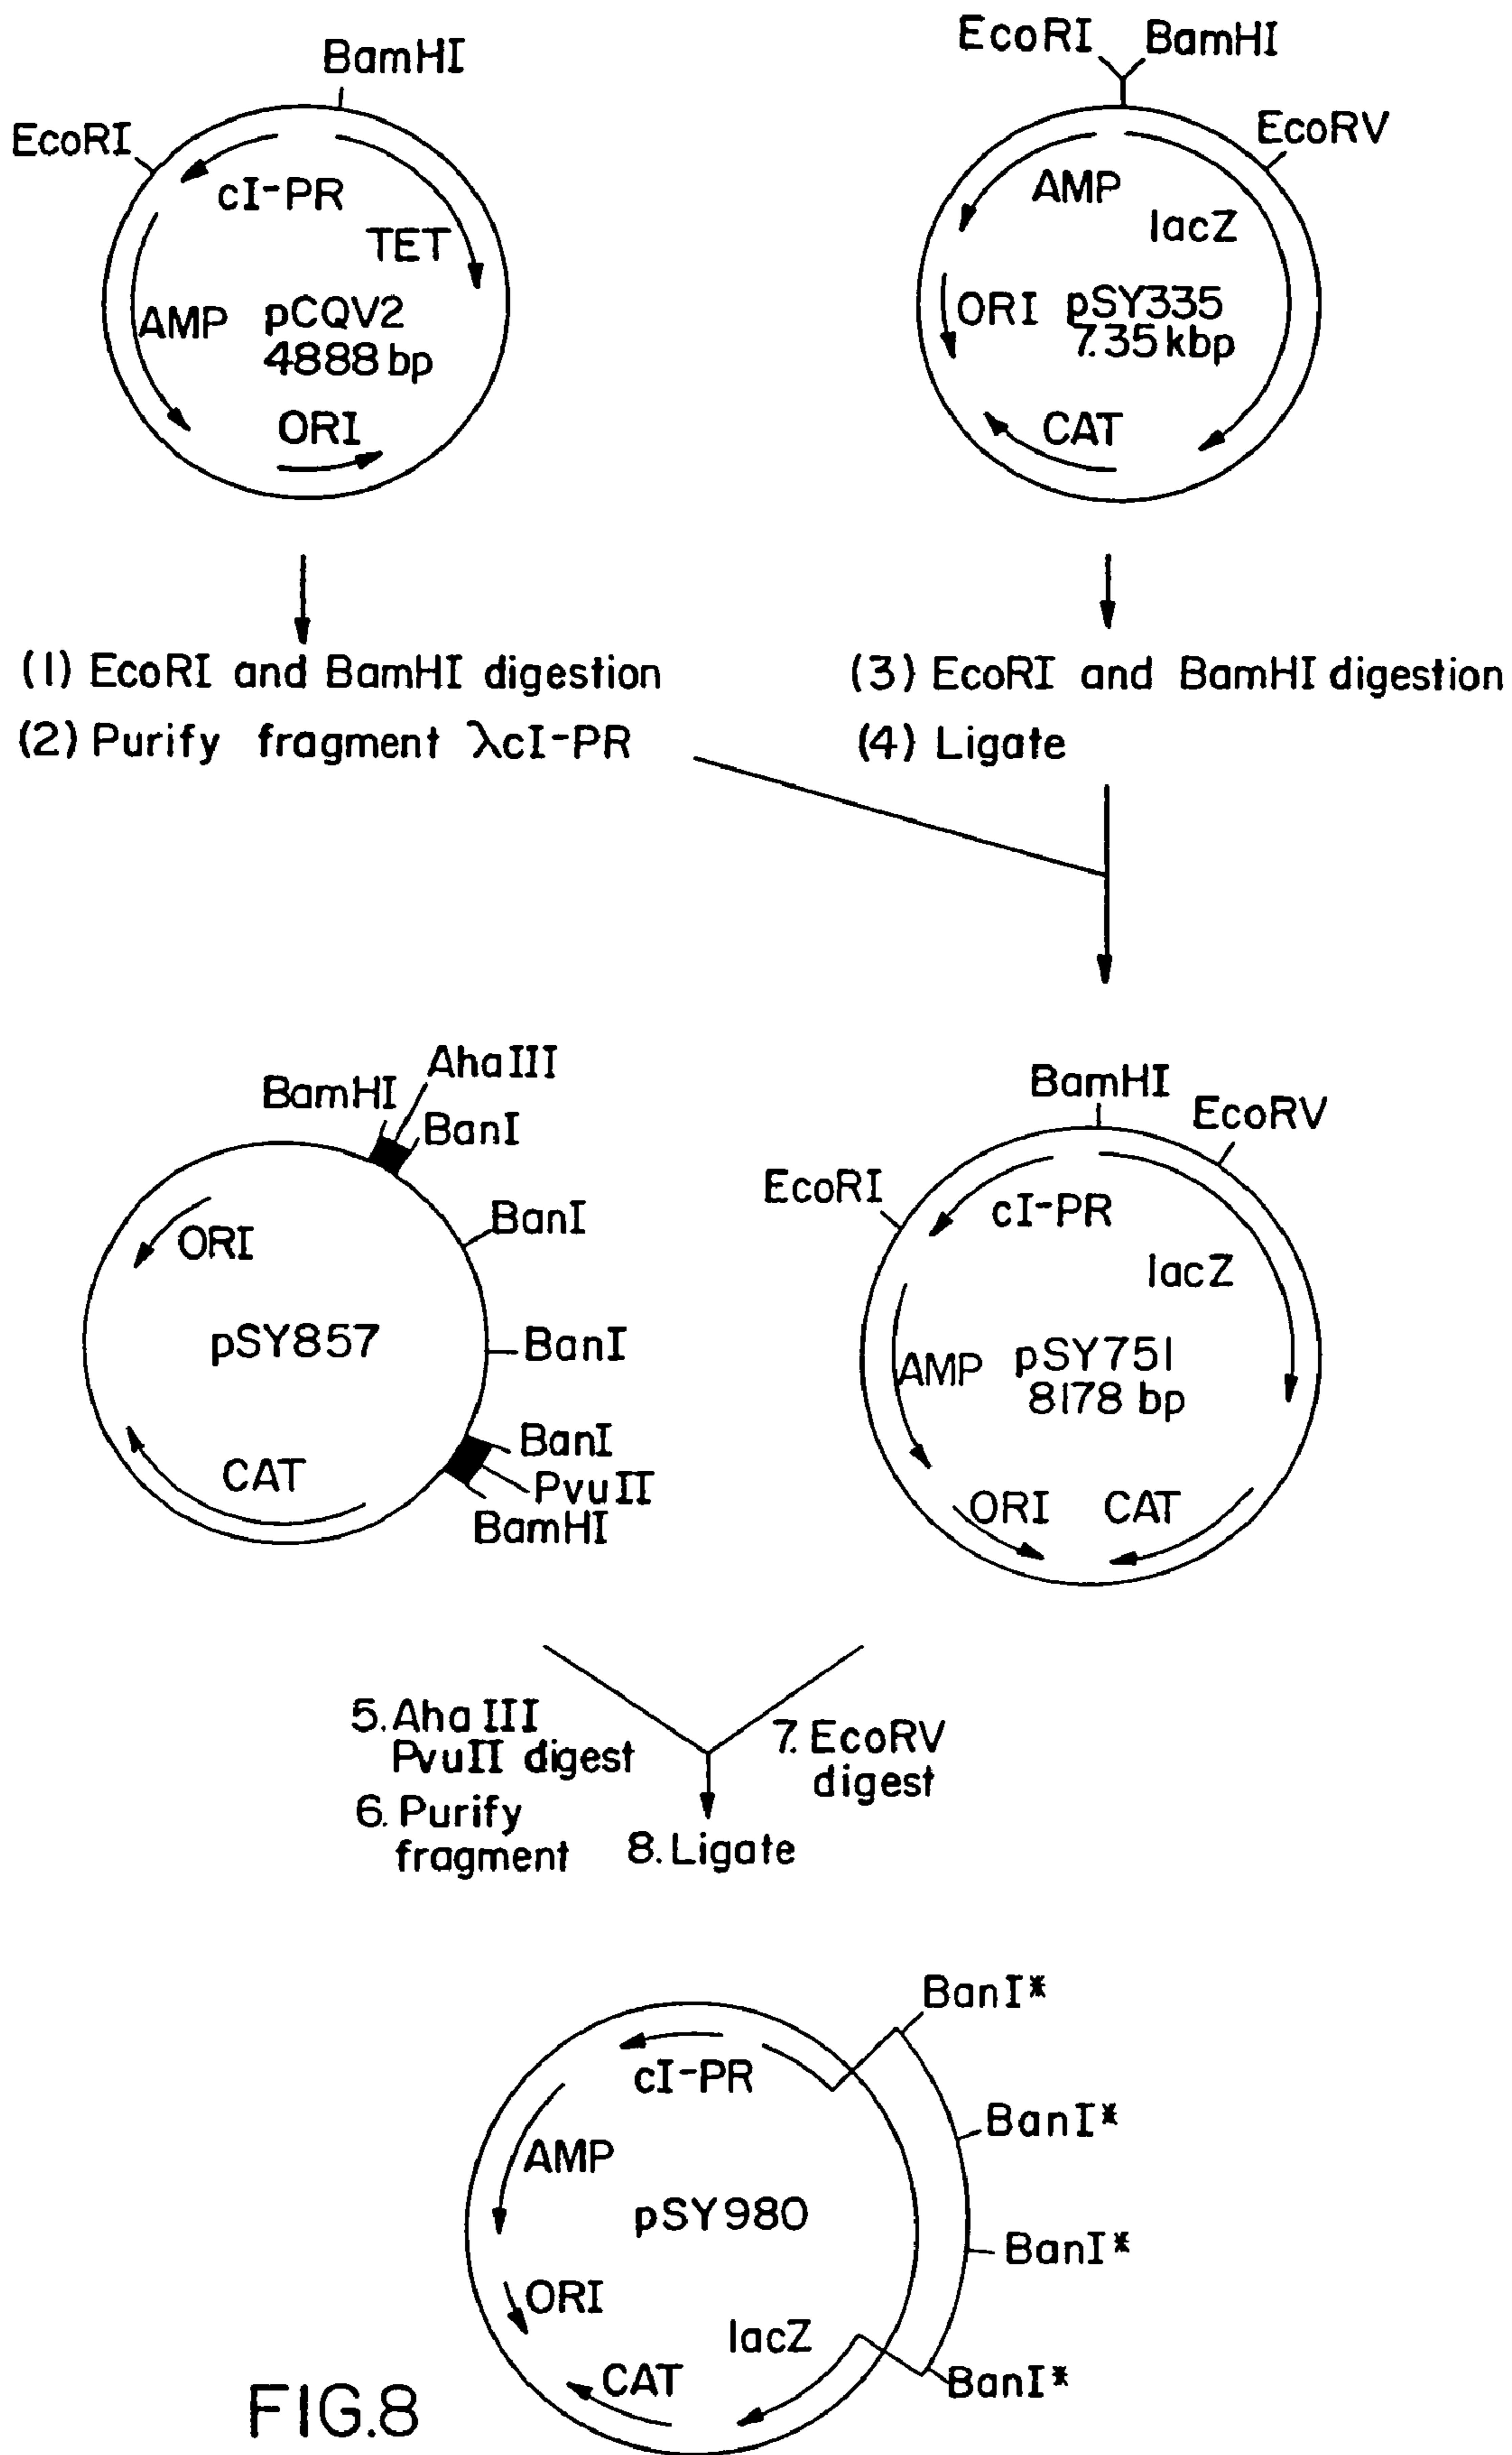 BamHI
EcoRI
cI-PR
TET
AMP
pCQV2
4888 bp
ORI
EcoRI
BamHI
EcoRV
AMP
lacZ
ORI
pSY335
7.35 kbp
CAT
(1) EcoRI and BamHI digestion
(2) Purify fragment λcI-PR
(3) EcoRI and BamHI digestion
(4) Ligate
BamHI
AhaIII
BanI
BanI
ORI
pSY857
BanI
CAT
BanI
PvuII
BamHI
BamHI
EcoRV
EcoRI
cI-PR
lacZ
AMP
pSY751
8178 bp
ORI
CAT
5. Aha III
PvuII digest
6. Purify
fragment
7. EcoRV
digest
8. Ligate
BanI*
cI-PR
BanI*
AMP
pSY980
BanI*
ORI
lacZ
CAT
BanI*
FIG.8